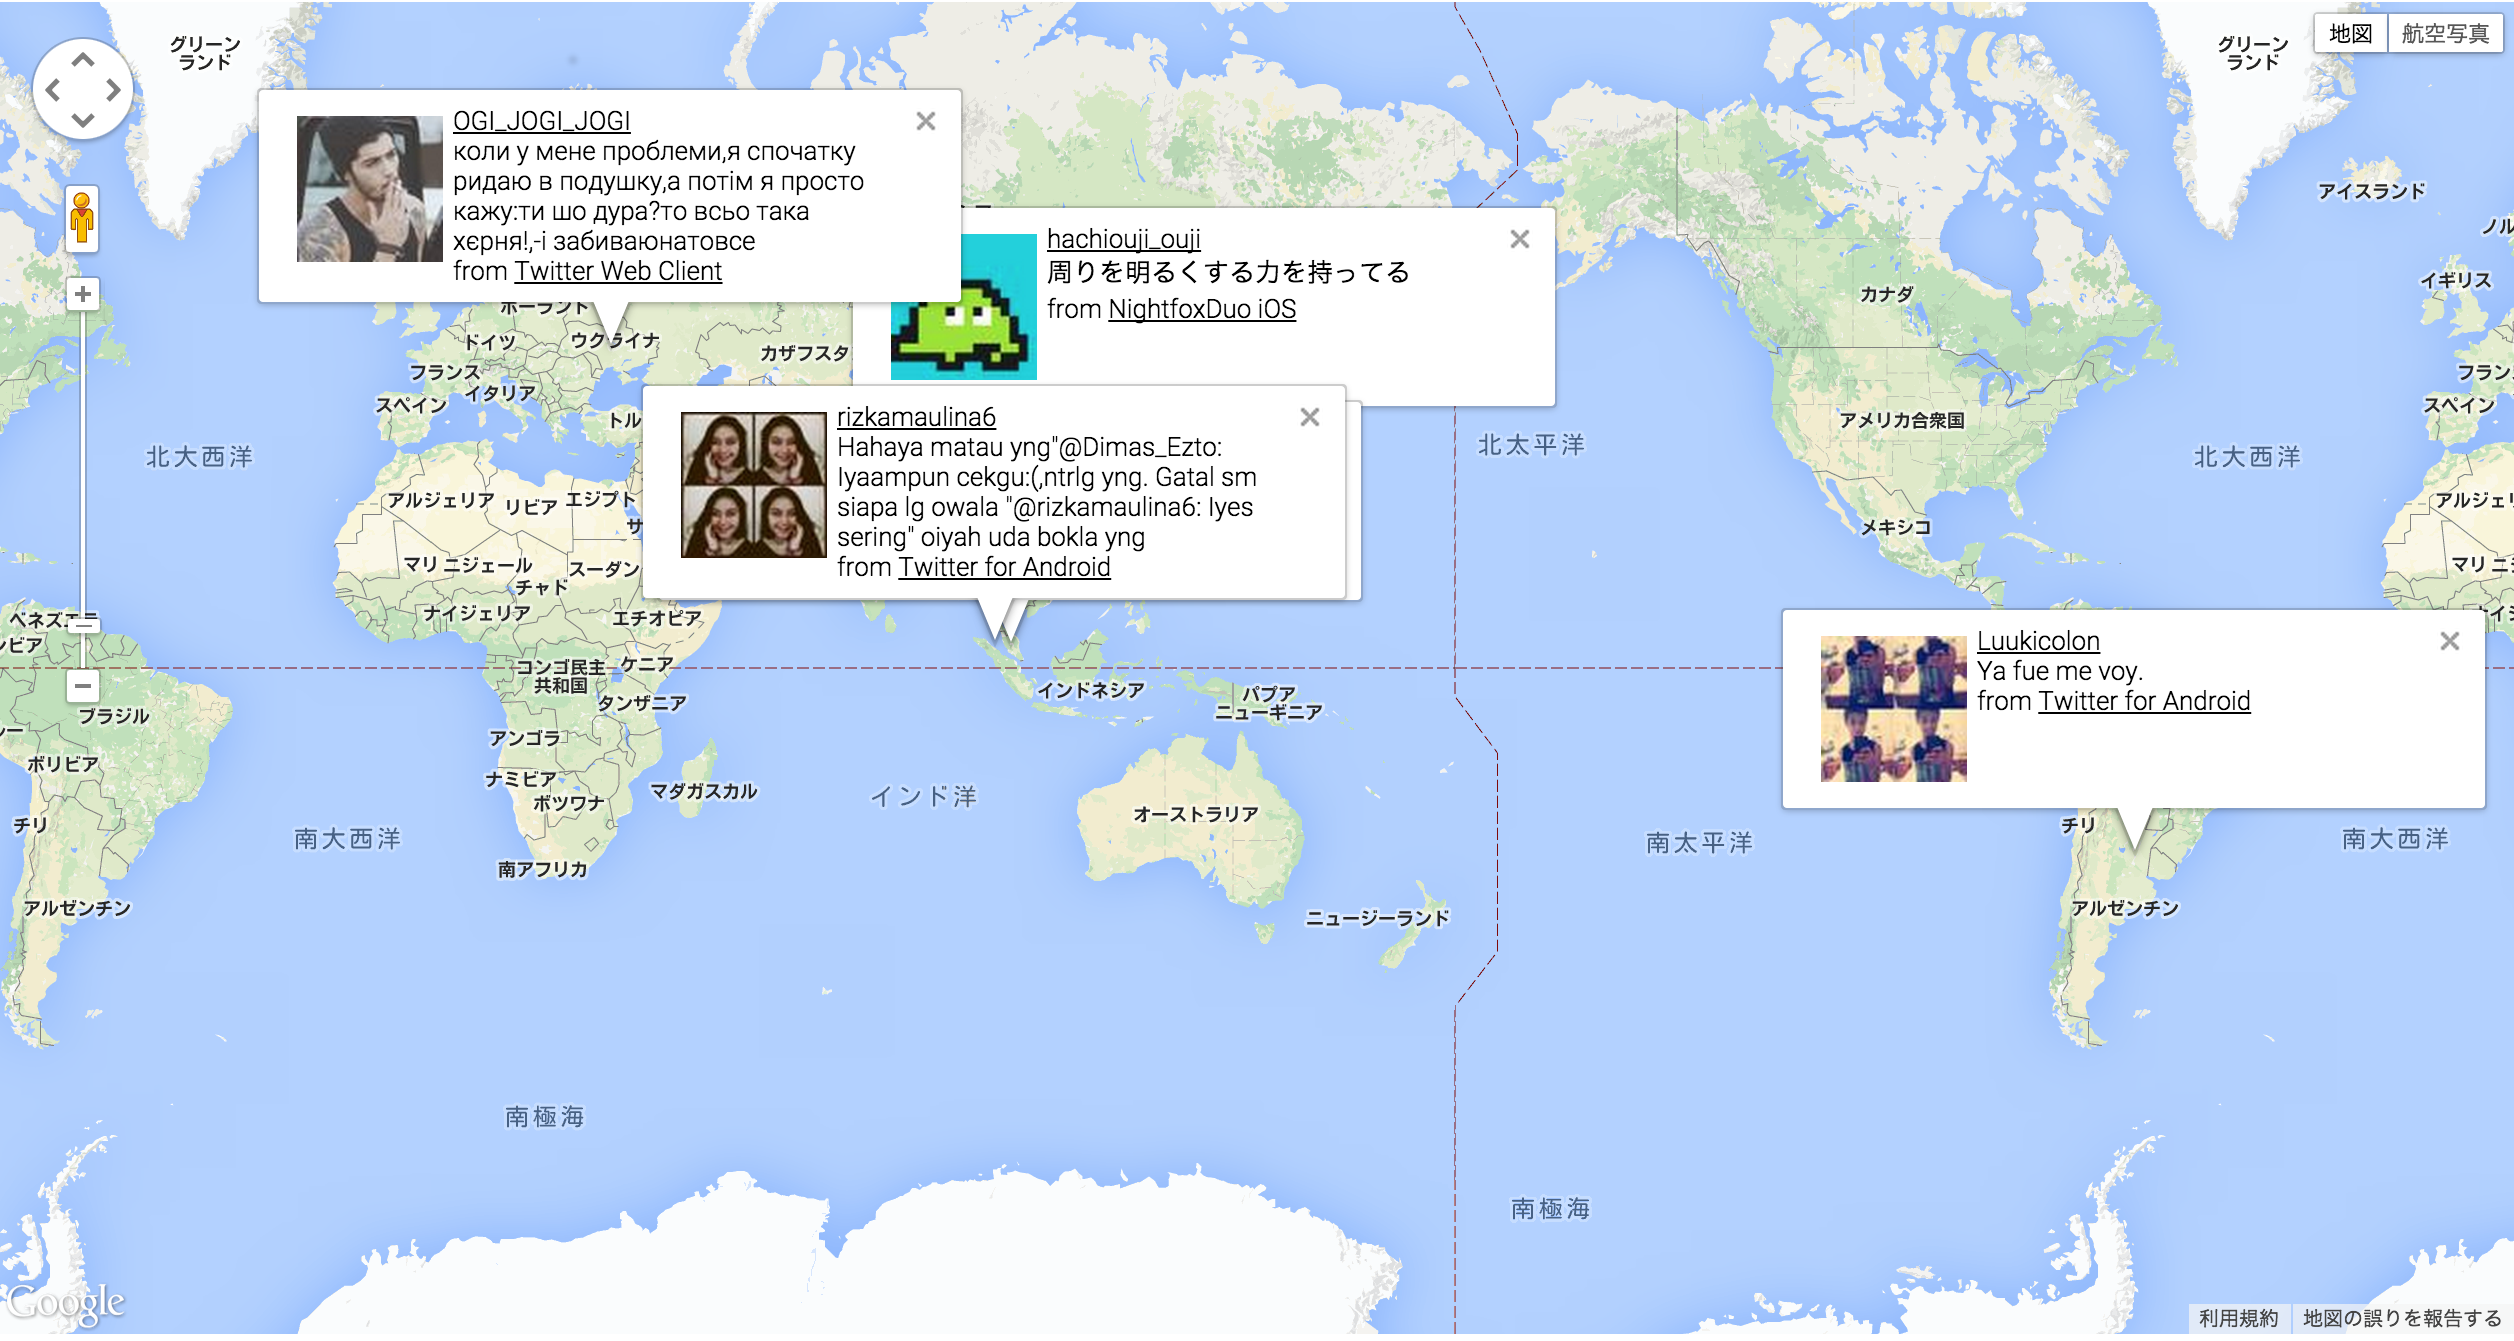 グリーン
ランド
グリーン
ランド
地図
航空写真
OGI_JOGI_JOGI
коли у мене проблеми,я спочатку
ридаю в подушку,а потім я просто
кажу:ти шо дура?то всьо така
хєрня!,-і забиваюнатовсе
from Twitter Web Client
hachiouji_ouji
周りを明るくする力を持ってる
from NightfoxDuo iOS
アイスランド
イギリス
カナダ
ポーランド
ドイツ
ウクライナ
カザフスタ
フランス
イタリア
スペイン
トル
フランス
スペイン
rizkamaulina6
Hahaya matau yng"@Dimas_Ezto:
Iyaampun cekgu:(,ntrlg yng. Gatal sm
siapa lg owala "@rizkamaulina6: Iyes
sering" oiyah uda bokla yng
from Twitter for Android
アメリカ合衆国
北大西洋
北太平洋
北大西洋
アルジェリア
リビア
エジプト
サ
アルジェリ
メキシコ
マリ
ニジェール
スーダン
チャド
マリ
ナイジェリア
エチオピア
コンゴ民主
共和国
ケニア
タンザニア
インドネシア
パプア
ニューギニア
Luukicolon
Ya fue me voy.
from Twitter for Android
ブラジル
アンゴラ
ボリビア
ナミビア
ボツワナ
マダガスカル
インド洋
オーストラリア
チリ
チリ
南大西洋
南太平洋
南大西洋
南アフリカ
アルゼンチン
ニュージーランド
アルゼンチン
南極海
南極海
Google
利用規約
地図の誤りを報告する